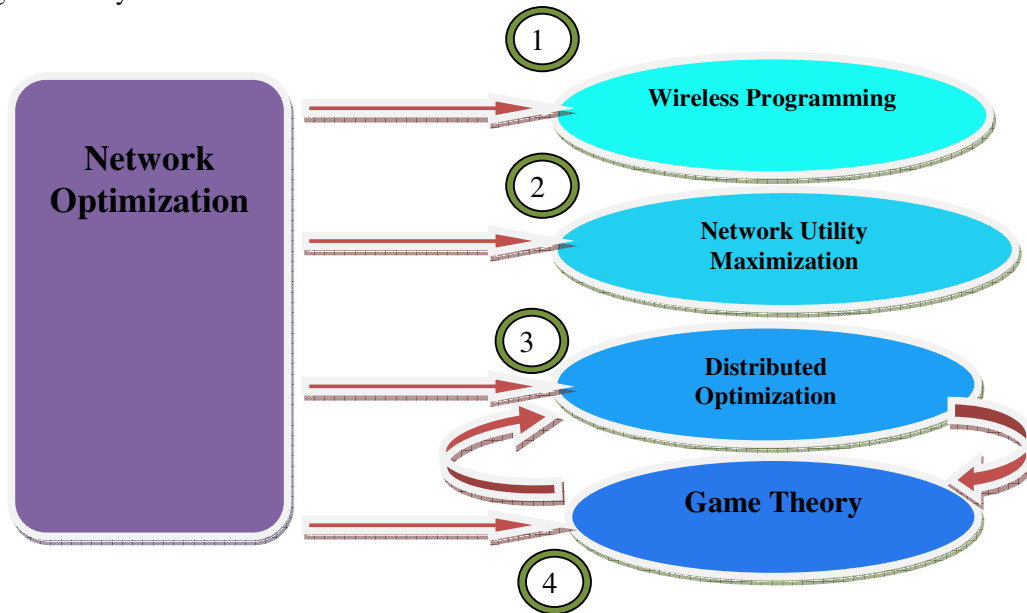 Network
Optimization
1
Wireless Programming
2
Network Utility
Maximization
3
Distributed
Optimization
Game Theory
4